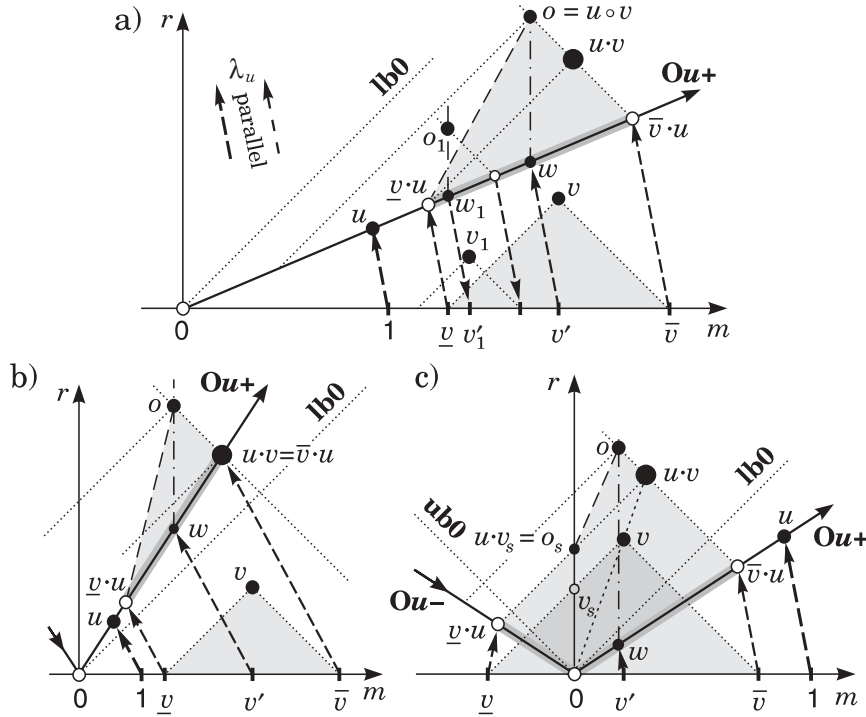 a)
r
o = u ∘ v
u·v
Ou+
lb0
λ_u
parallel
o₁
v̅·u
w
v̲·u
w₁
v
u
v₁
0
1
v̲
v′₁
v′
v̅
m
b)
r
Ou+
lb0
o
u·v=v̅·u
w
v̲·u
v
u
0
1
v̲
v′
v̅
m
c)
r
o
u·v
lb0
ub0
u·vₛ = oₛ
v
u
Ou+
Ou−
vₛ
v̅·u
v̲·u
w
v̲
0
v′
v̅
1
m